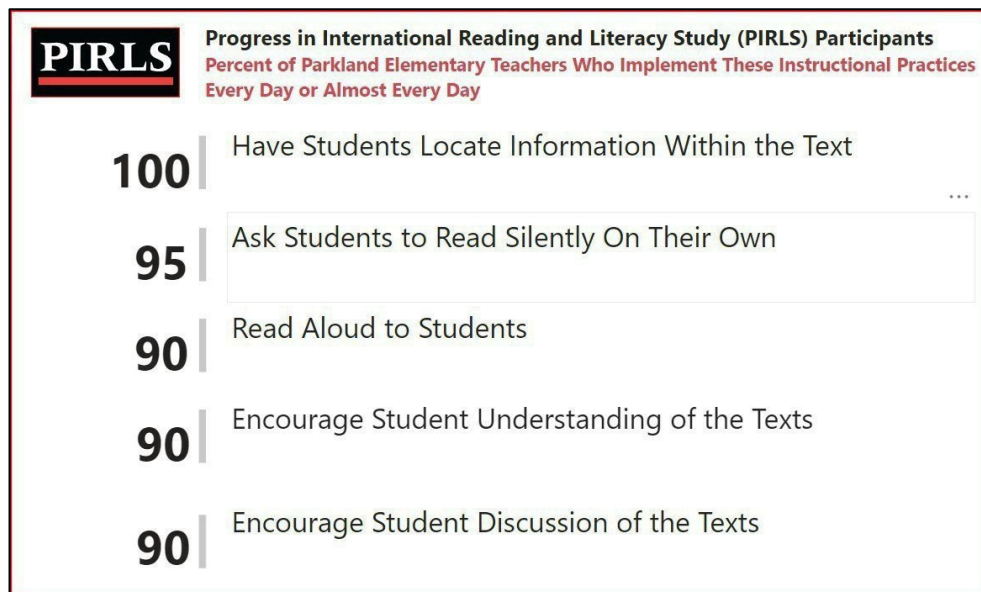 PIRLS
Progress in International Reading and Literacy Study (PIRLS) Participants
Percent of Parkland Elementary Teachers Who Implement These Instructional Practices
Every Day or Almost Every Day
100 Have Students Locate Information Within the Text
...
95 Ask Students to Read Silently On Their Own
90 Read Aloud to Students
90 Encourage Student Understanding of the Texts
90 Encourage Student Discussion of the Texts